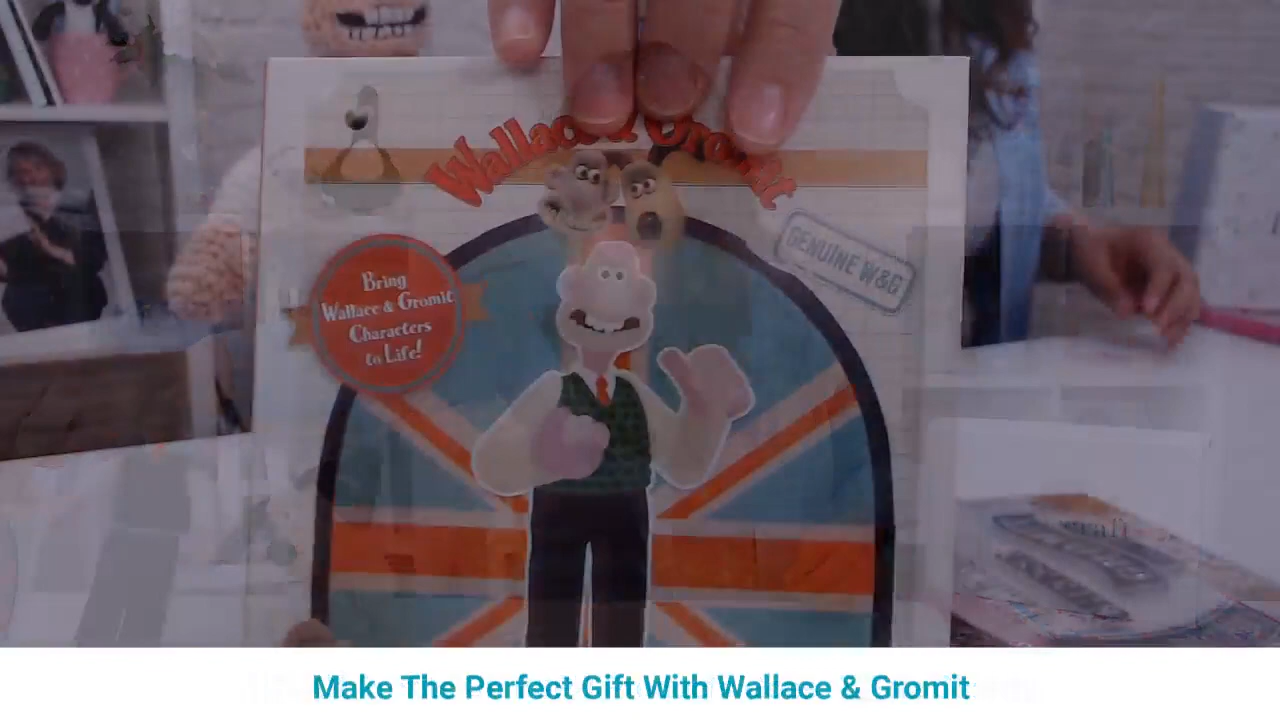 Wallace & Gromit
GENUINE W&G
Bring
Wallace & Gromit
Characters
to Life!
Make The Perfect Gift With Wallace & Gromit